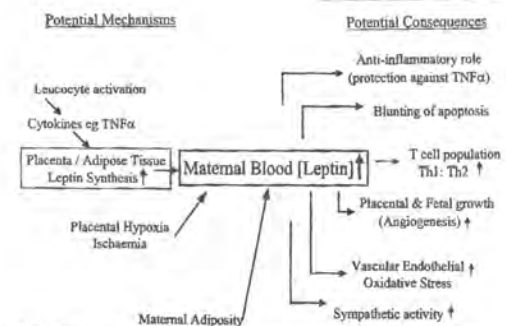 Potential Mechanisms
Potential Consequences
Leucocyte activation
Cytokines eg TNFα
Placenta / Adipose Tissue
Leptin Synthesis ↑
Placental Hypoxia
Ischaemia
Maternal Adiposity
Maternal Blood [Leptin] ↑
Anti-inflammatory role
(protection against TNFα)
Blunting of apoptosis
T cell population
Th1: Th2 ↑
Placental & Fetal growth
(Angiogenesis) ↑
Vascular Endothelial ↑
Oxidative Stress
Sympathetic activity ↑